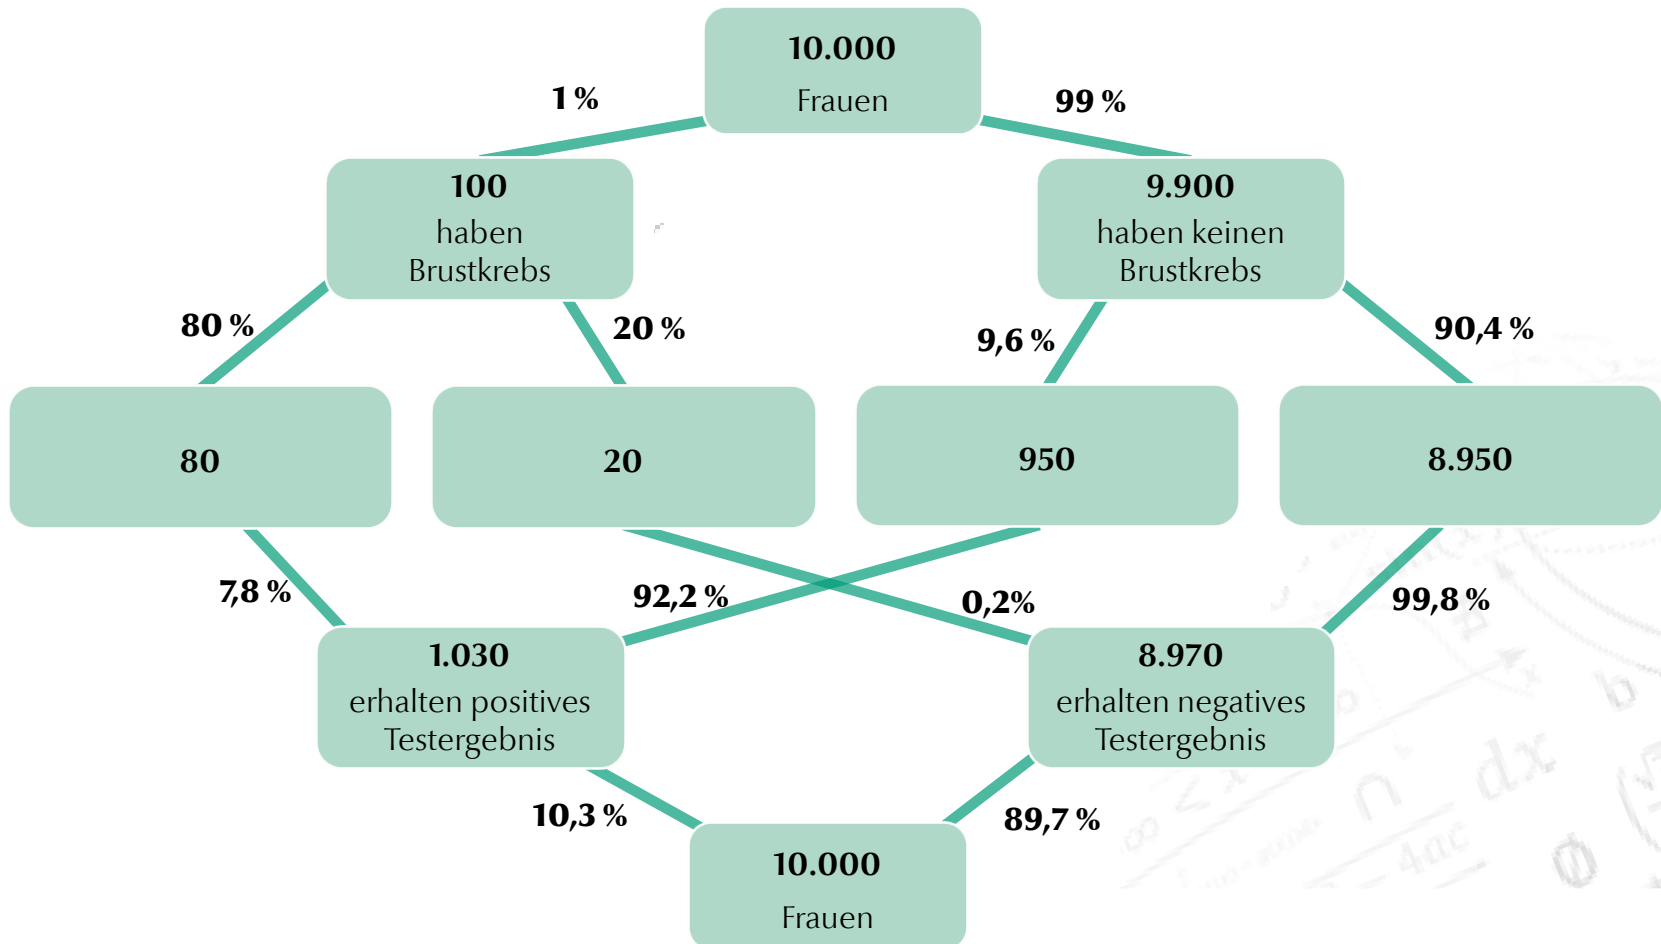 10.000
Frauen
1 %
99 %
100
haben
Brustkrebs
9.900
haben keinen
Brustkrebs
80 %
20 %
9,6 %
90,4 %
80
20
950
8.950
7,8 %
92,2 %
0,2%
99,8 %
1.030
erhalten positives
Testergebnis
8.970
erhalten negatives
Testergebnis
10,3 %
89,7 %
10.000
Frauen